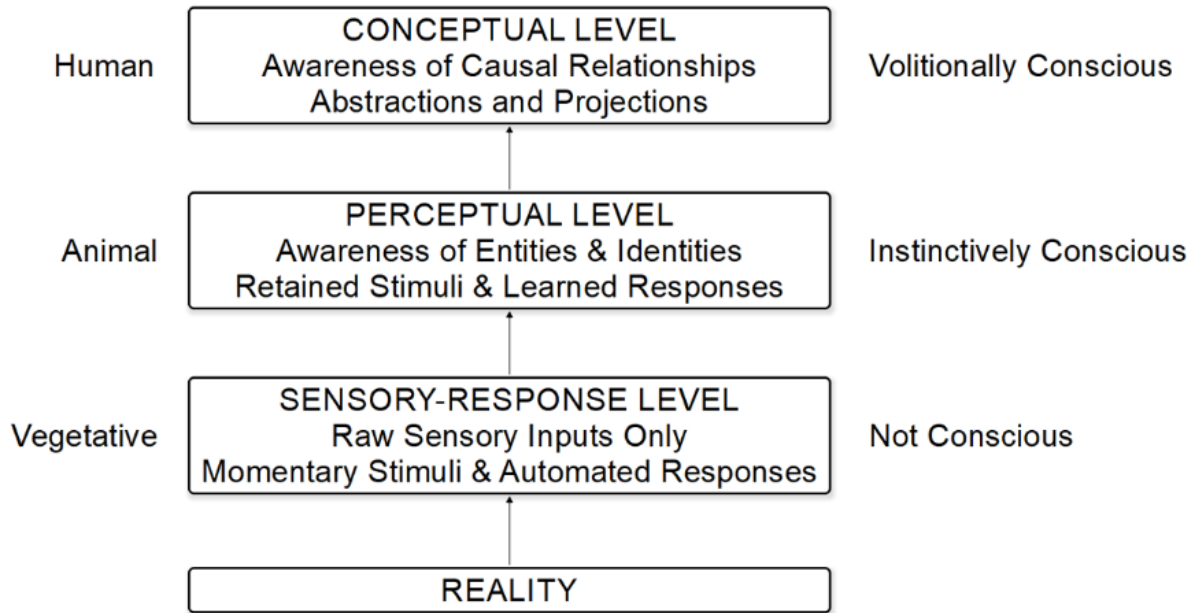 CONCEPTUAL LEVEL
Human Awareness of Causal Relationships Volitionally Conscious
Abstractions and Projections
PERCEPTUAL LEVEL
Animal Awareness of Entities & Identities Instinctively Conscious
Retained Stimuli & Learned Responses
SENSORY-RESPONSE LEVEL
Vegetative Raw Sensory Inputs Only Not Conscious
Momentary Stimuli & Automated Responses
REALITY